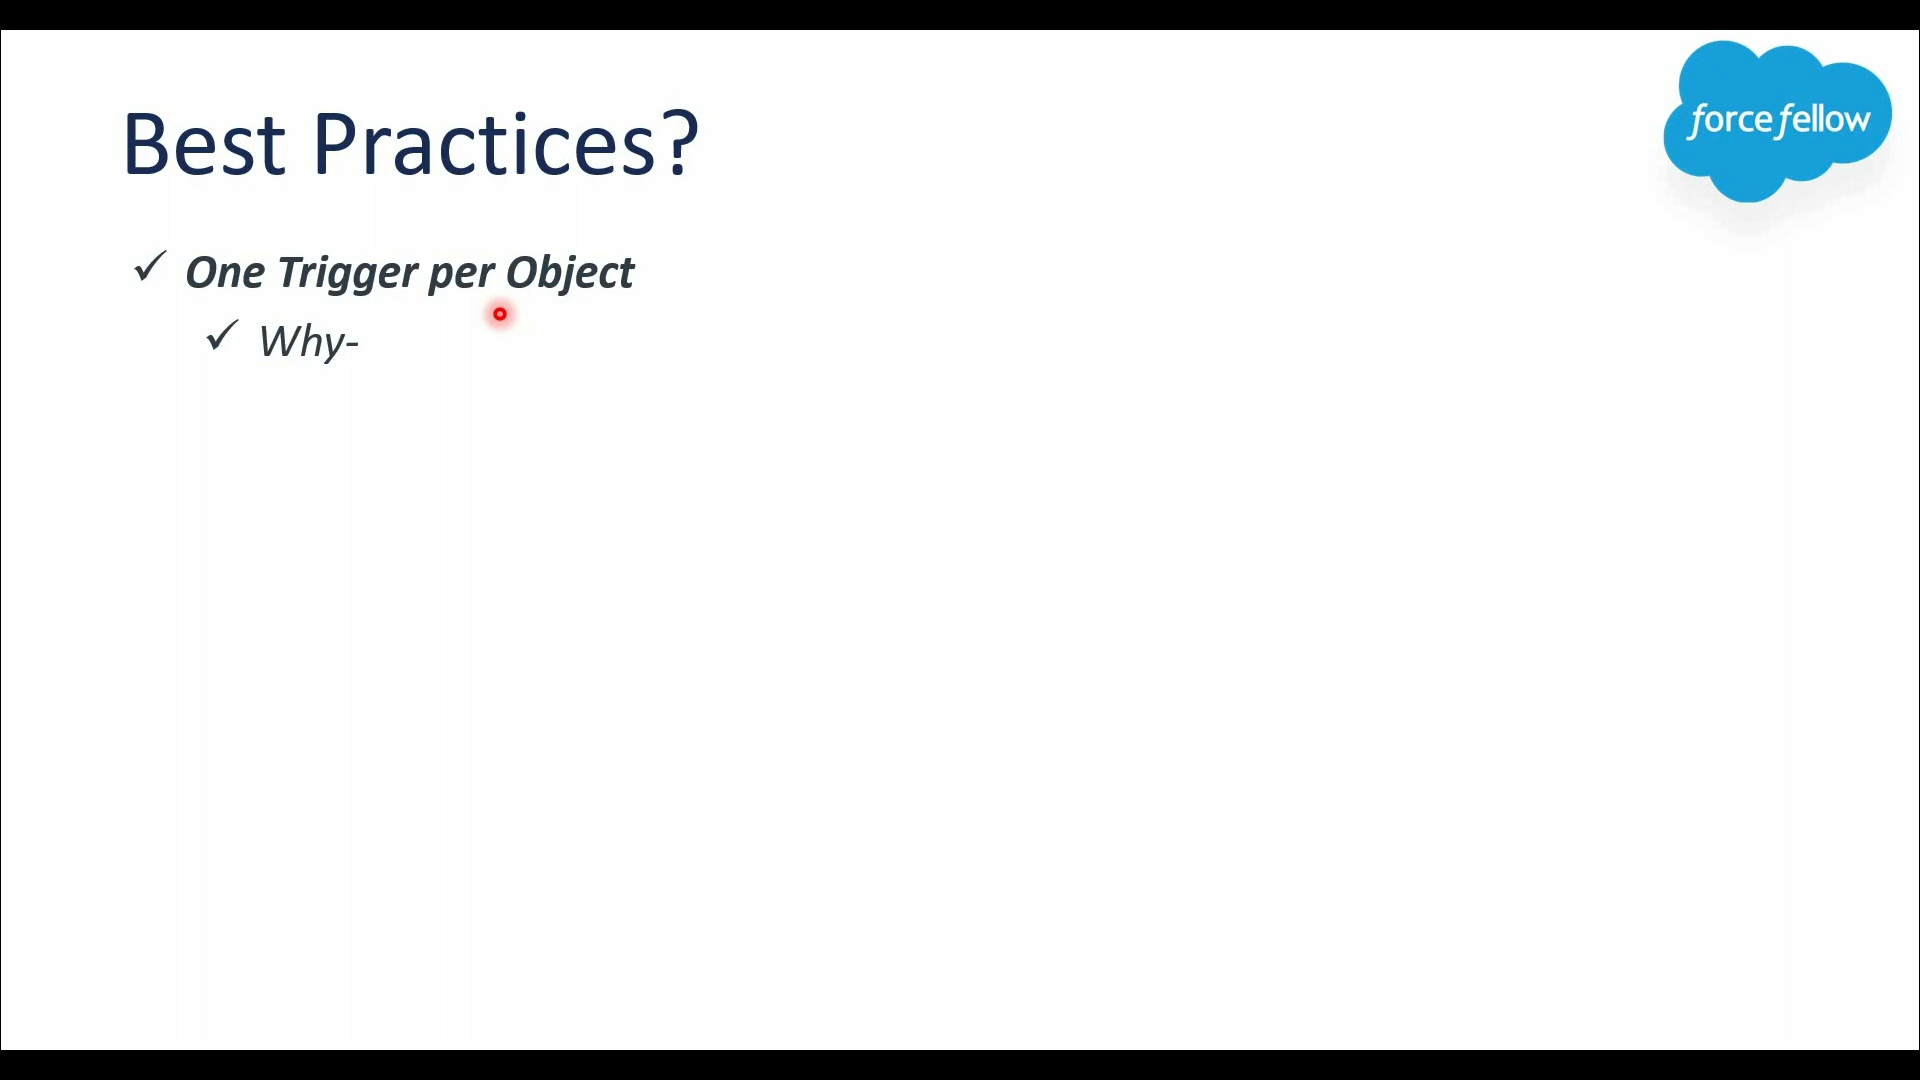 force fellow
Best Practices?
✓ One Trigger per Object
✓ Why-